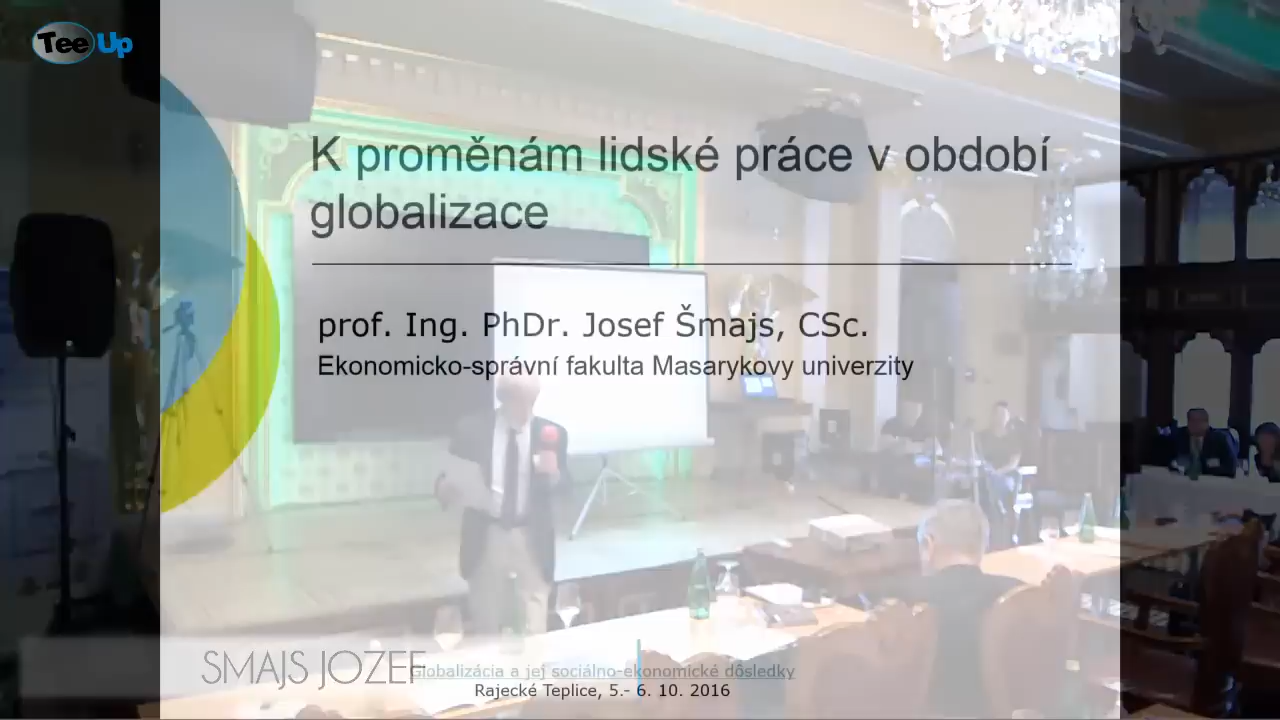 Tee Up
K proměnám lidské práce v období
globalizace
prof. Ing. PhDr. Josef Šmajs, CSc.
Ekonomicko-správní fakulta Masarykovy univerzity
SMAJS JOZEF
Globalizácia a jej sociálno-ekonomické dôsledky
Rajecké Teplice, 5.- 6. 10. 2016